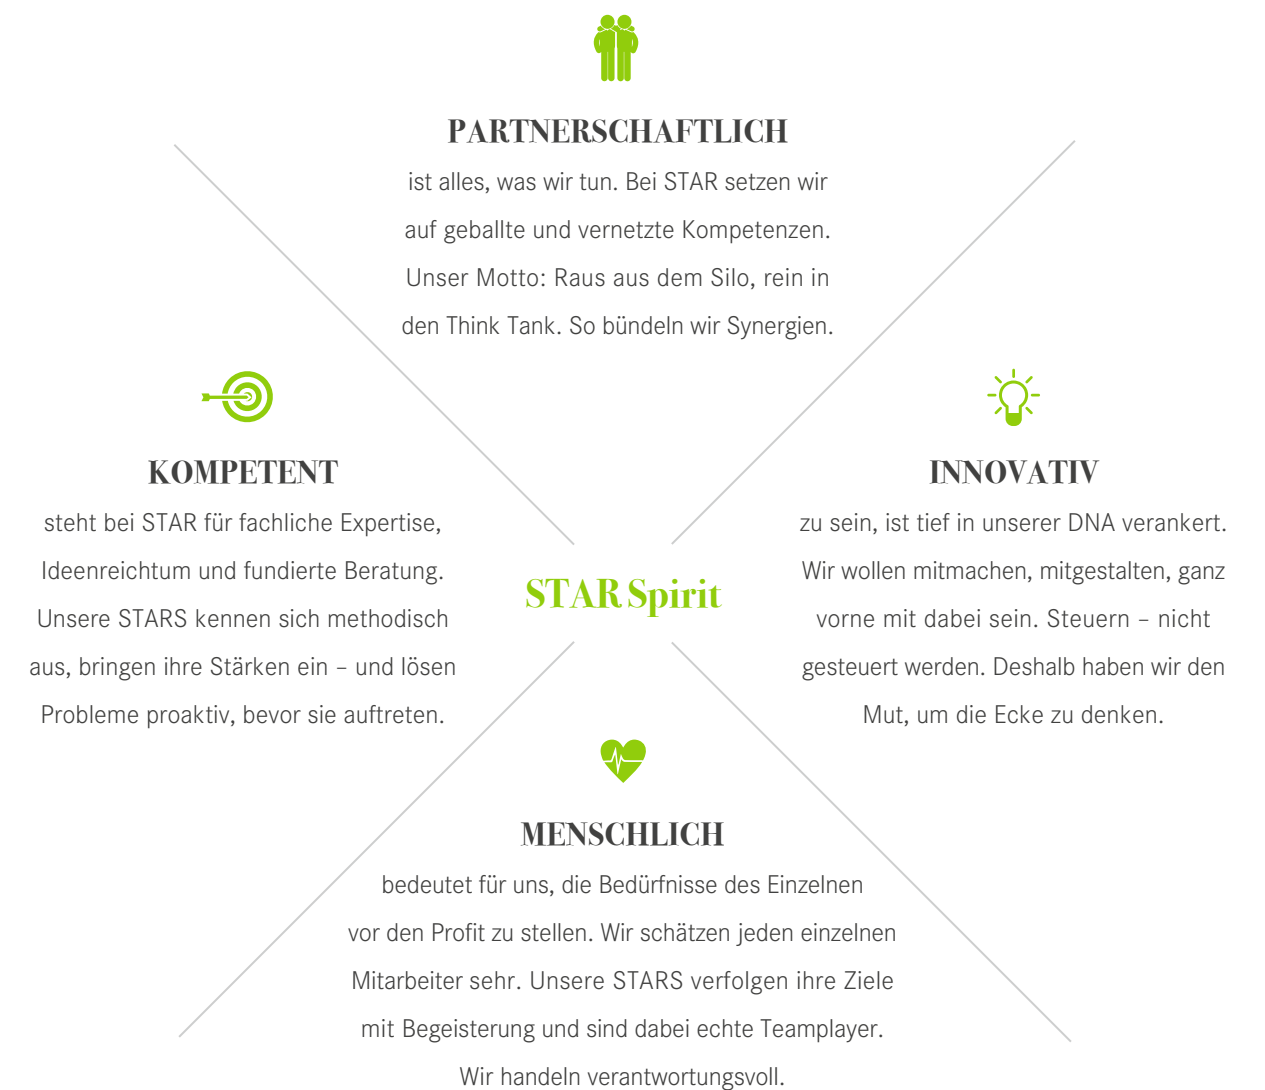 PARTNERSCHAFTLICH
ist alles, was wir tun. Bei STAR setzen wir
auf geballte und vernetzte Kompetenzen.
Unser Motto: Raus aus dem Silo, rein in
den Think Tank. So bündeln wir Synergien.
KOMPETENT
steht bei STAR für fachliche Expertise,
Ideenreichtum und fundierte Beratung.
Unsere STARS kennen sich methodisch
aus, bringen ihre Stärken ein – und lösen
Probleme proaktiv, bevor sie auftreten.
STAR Spirit
INNOVATIV
zu sein, ist tief in unserer DNA verankert.
Wir wollen mitmachen, mitgestalten, ganz
vorne mit dabei sein. Steuern – nicht
gesteuert werden. Deshalb haben wir den
Mut, um die Ecke zu denken.
MENSCHLICH
bedeutet für uns, die Bedürfnisse des Einzelnen
vor den Profit zu stellen. Wir schätzen jeden einzelnen
Mitarbeiter sehr. Unsere STARS verfolgen ihre Ziele
mit Begeisterung und sind dabei echte Teamplayer.
Wir handeln verantwortungsvoll.